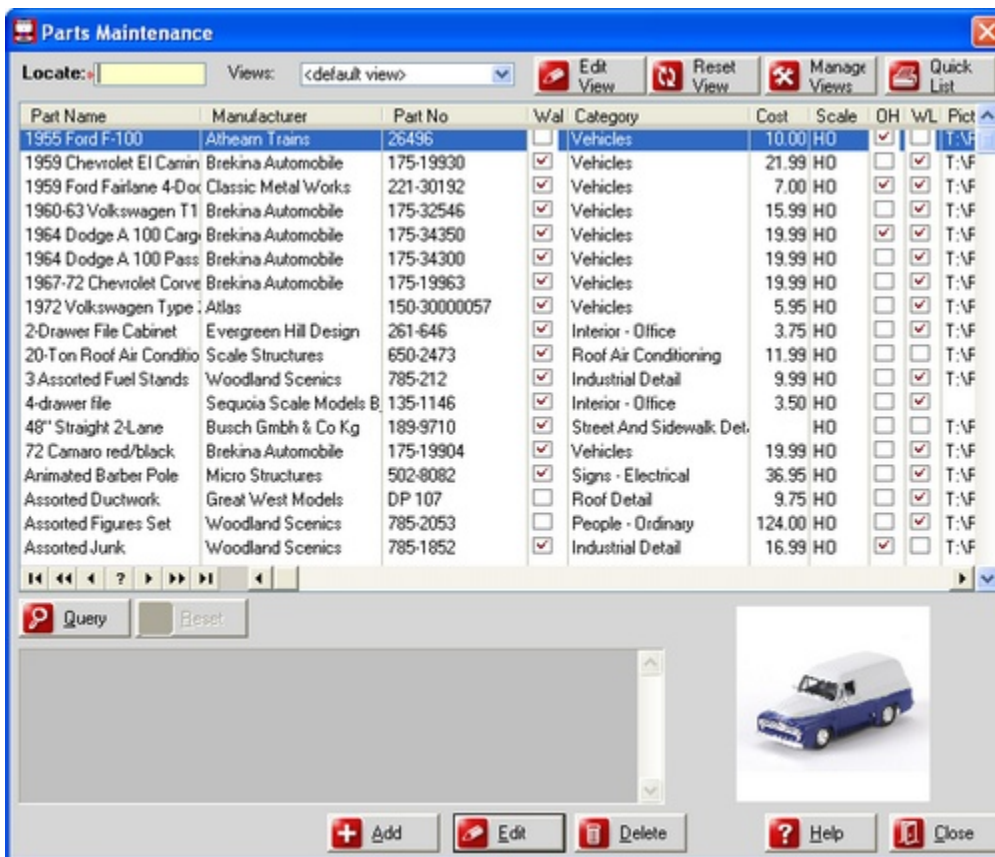 Parts Maintenance
Locate: Views: <default view> Edit View Reset View Manage Views Quick List
Part Name Manufacturer Part No Wal Category Cost Scale OH WL Pict
1955 Ford F-100 Athearn Trains 26496 Vehicles 10.00 HO T:\F
1959 Chevrolet El Camin Brekina Automobile 175-19930 Vehicles 21.99 HO T:\F
1959 Ford Fairlane 4-Doo Classic Metal Works 221-30192 Vehicles 7.00 HO T:\F
1960-63 Volkswagen T1 Brekina Automobile 175-32546 Vehicles 15.99 HO T:\F
1964 Dodge A 100 Carg Brekina Automobile 175-34350 Vehicles 19.99 HO T:\F
1964 Dodge A 100 Pass Brekina Automobile 175-34300 Vehicles 19.99 HO T:\F
1967-72 Chevrolet Corve Brekina Automobile 175-19963 Vehicles 19.99 HO T:\F
1972 Volkswagen Type Atlas 150-30000057 Vehicles 5.95 HO T:\F
2-Drawer File Cabinet Evergreen Hill Design 261-646 Interior - Office 3.75 HO T:\F
20-Ton Roof Air Conditio Scale Structures 650-2473 Roof Air Conditioning 11.99 HO T:\F
3 Assorted Fuel Stands Woodland Scenics 785-212 Industrial Detail 9.99 HO T:\F
4-drawer file Sequoia Scale Models B 135-1146 Interior - Office 3.50 HO
48" Straight 2-Lane Busch Gmbh & Co Kg 189-9710 Street And Sidewalk Det HO T:\F
72 Camaro red/black Brekina Automobile 175-19904 Vehicles 19.99 HO T:\F
Animated Barber Pole Micro Structures 502-8082 Signs - Electrical 36.95 HO T:\F
Assorted Ductwork Great West Models DP 107 Roof Detail 9.75 HO T:\F
Assorted Figures Set Woodland Scenics 785-2053 People - Ordinary 124.00 HO T:\F
Assorted Junk Woodland Scenics 785-1852 Industrial Detail 16.99 HO T:\F
?
Query Reset
Add Edit Delete ? Help Close